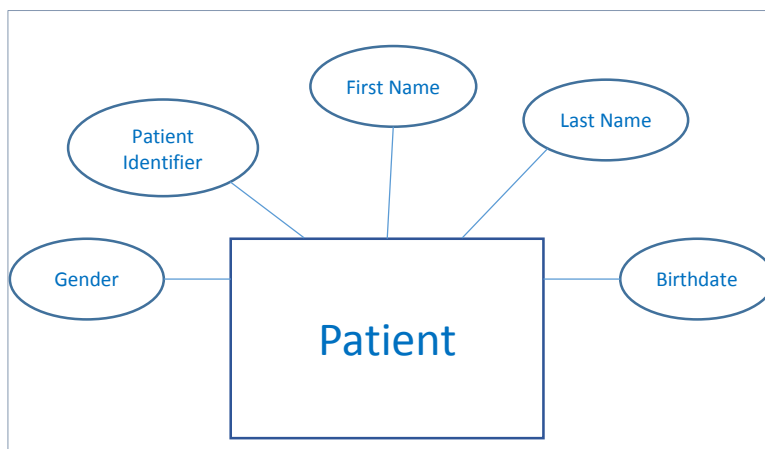 First Name
Last Name
Patient
Identifier
Gender
Birthdate
Patient